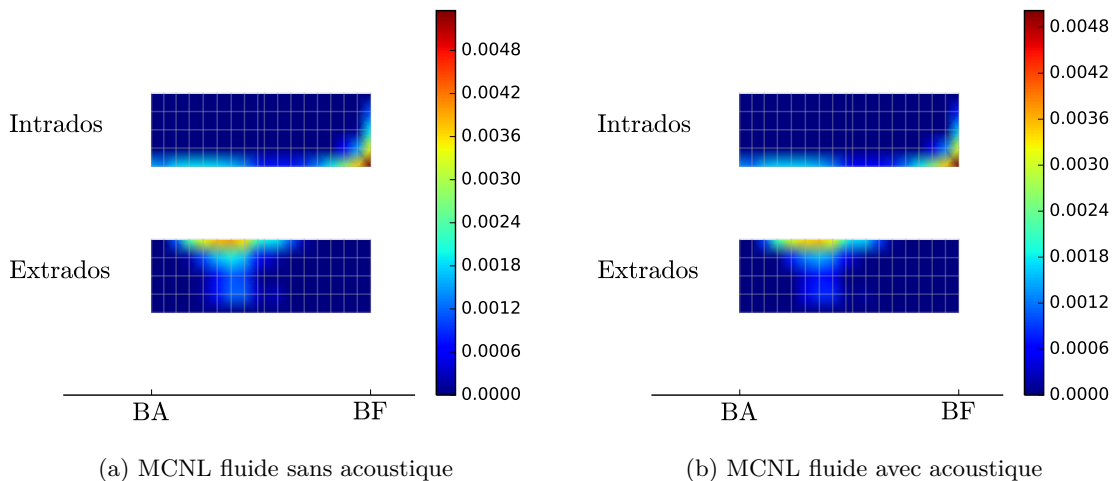 Intrados
Extrados
BA BF
0.0048
0.0042
0.0036
0.0030
0.0024
0.0018
0.0012
0.0006
0.0000
(a) MCNL fluide sans acoustique
Intrados
Extrados
BA BF
0.0048
0.0042
0.0036
0.0030
0.0024
0.0018
0.0012
0.0006
0.0000
(b) MCNL fluide avec acoustique